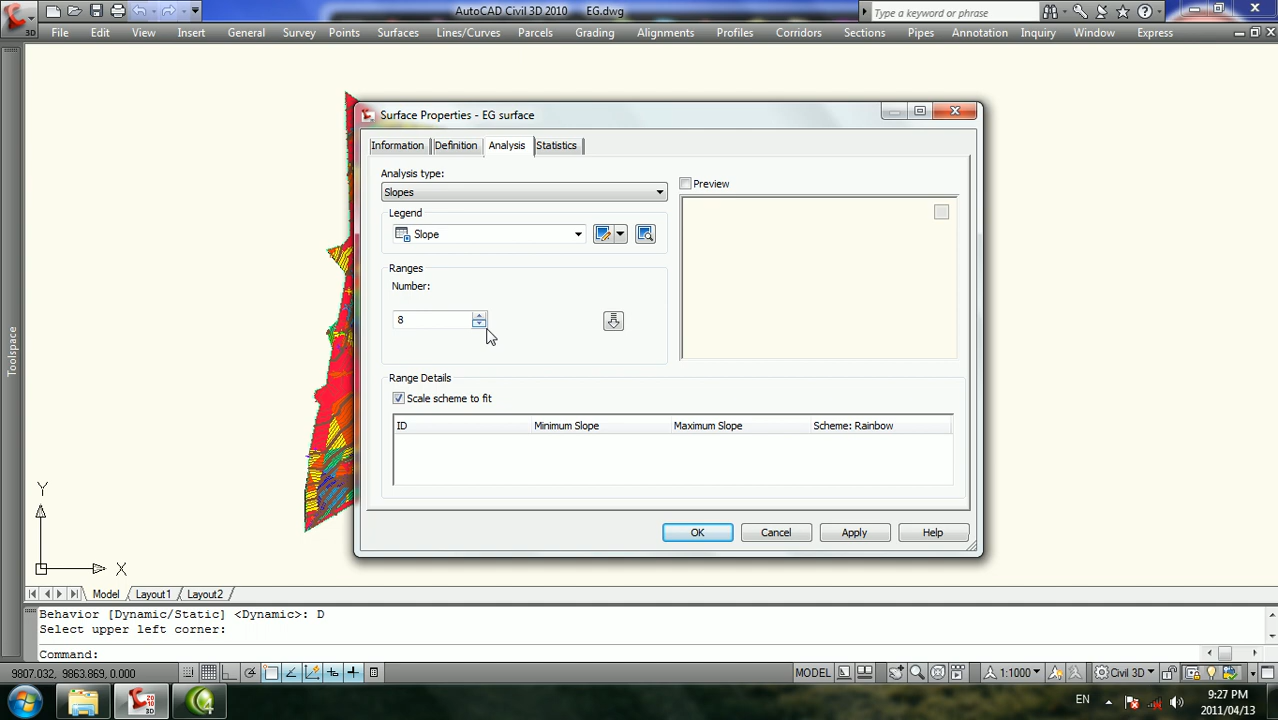 AutoCAD Civil 3D 2010 EG.dwg
Type a keyword or phrase
3D
File Edit View Insert General Survey Points Surfaces Lines/Curves Parcels Grading Alignments Profiles Corridors Sections Pipes Annotation Inquiry Window Express
Surface Properties - EG surface
Information Definition Analysis Statistics
Analysis type:
Slopes
Preview
Legend
Slope
Ranges
Number:
8
Range Details
Scale scheme to fit
ID Minimum Slope Maximum Slope Scheme: Rainbow
OK Cancel Apply Help
Toolspace
Y
X
Model Layout1 Layout2
Behavior [Dynamic/Static] <Dynamic>: D
Select upper left corner:
Command:
9807.032, 9863.869, 0.000
MODEL
1:1000
Civil 3D
EN
9:27 PM
2011/04/13